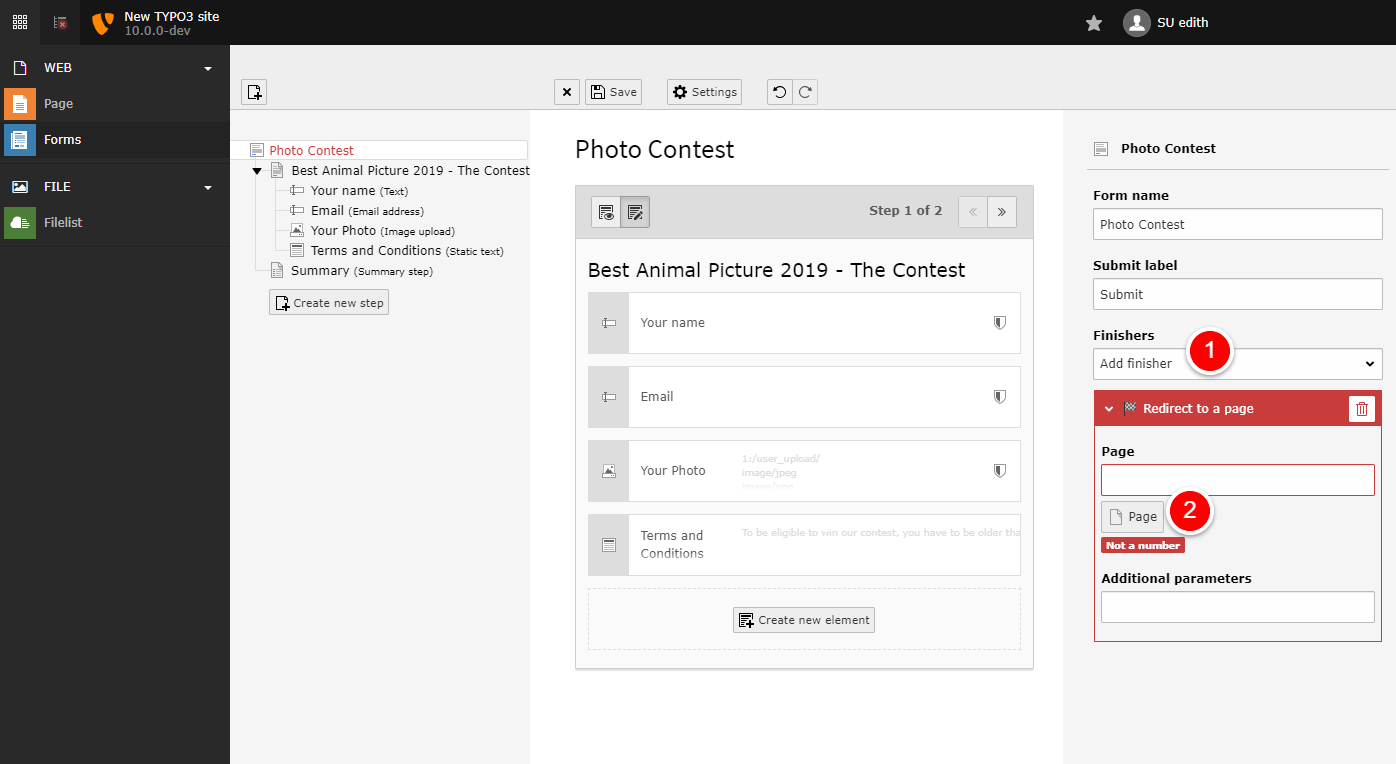 New TYPO3 site
10.0.0-dev
SU edith
WEB
Page
Forms
FILE
Filelist
Save
Settings
Photo Contest
Best Animal Picture 2019 - The Contest
Your name (Text)
Email (Email address)
Your Photo (Image upload)
Terms and Conditions (Static text)
Summary (Summary step)
Create new step
Photo Contest
Step 1 of 2
Best Animal Picture 2019 - The Contest
Your name
Email
Your Photo
1:/user_upload/
image/jpeg
Terms and
Conditions
To be eligible to win our contest, you have to be older tha
Create new element
Photo Contest
Form name
Photo Contest
Submit label
Submit
Finishers
Add finisher
1
Redirect to a page
Page
Page
2
Not a number
Additional parameters